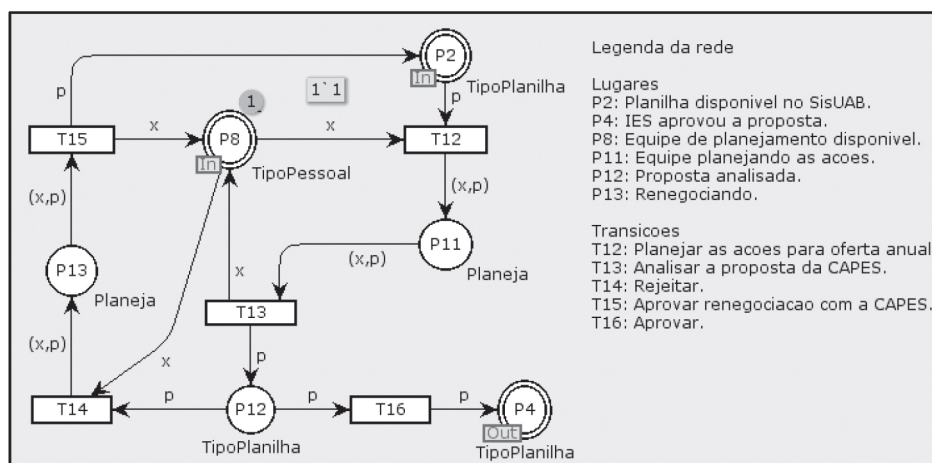 P2
In
TipoPlanilha
p
p
1
1`1
T15
x
P8
x
T12
In
TipoPessoal
(x,p)
(x,p)
P11
(x,p)
Planeja
P13
Planeja
x
T13
(x,p)
x
p
T14
p
P12
p
T16
p
P4
Out
TipoPlanilha
TipoPlanilha
Legenda da rede
Lugares
P2: Planilha disponivel no SisUAB.
P4: IES aprovou a proposta.
P8: Equipe de planejamento disponivel.
P11: Equipe planejando as acoes.
P12: Proposta analisada.
P13: Renegociando.
Transicoes
T12: Planejar as acoes para oferta anual
T13: Analisar a proposta da CAPES.
T14: Rejeitar.
T15: Aprovar renegociacao com a CAPES.
T16: Aprovar.